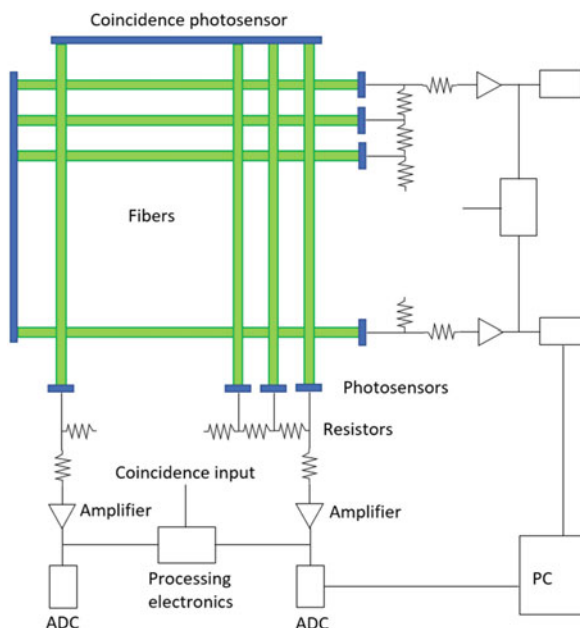 Coincidence photosensor
Fibers
Photosensors
Resistors
Coincidence input
Amplifier
Amplifier
Processing
electronics
PC
ADC
ADC